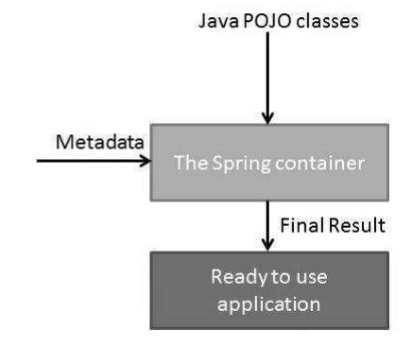 Java POJO classes
Metadata
The Spring container
Final Result
Ready to use
application